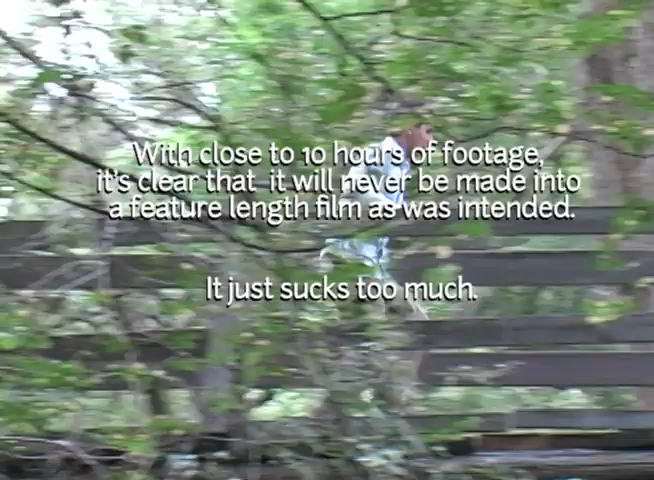 With close to 10 hours of footage,
it's clear that it will never be made into
a feature length film as was intended.
It just sucks too much.